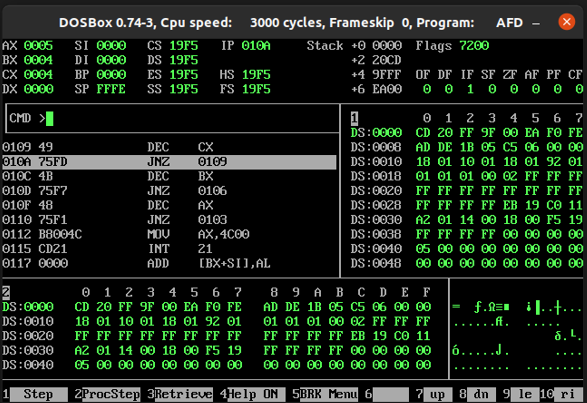 DOSBox 0.74-3, Cpu speed: 3000 cycles, Frameskip 0, Program: AFD
AX 0005 SI 0000 CS 19F5 IP 010A Stack +0 0000 Flags 7200
BX 0004 DI 0000 DS 19F5 +2 20CD
CX 0004 BP 0000 ES 19F5 HS 19F5 +4 9FFF OF DF IF SF ZF AF PF CF
DX 0000 SP FFFE SS 19F5 FS 19F5 +6 EA00 0 0 1 0 0 0 0 0
CMD >
1 0 1 2 3 4 5 6 7
DS:0000 CD 20 FF 9F 00 EA F0 FE
DS:0008 AD DE 1B 05 C5 06 00 00
DS:0010 18 01 10 01 18 01 92 01
DS:0018 01 01 01 00 02 FF FF FF
DS:0020 FF FF FF FF FF FF FF FF
DS:0028 FF FF FF FF EB 19 C0 11
DS:0030 A2 01 14 00 18 00 F5 19
DS:0038 FF FF FF FF 00 00 00 00
DS:0040 05 00 00 00 00 00 00 00
DS:0048 00 00 00 00 00 00 00 00
0109 49 DEC CX
010A 75FD JNZ 0109
010C 4B DEC BX
010D 75F7 JNZ 0106
010F 48 DEC AX
0110 75F1 JNZ 0103
0112 B8004C MOV AX,4C00
0115 CD21 INT 21
0117 0000 ADD [BX+SI],AL
2 0 1 2 3 4 5 6 7 8 9 A B C D E F
DS:0000 CD 20 FF 9F 00 EA F0 FE AD DE 1B 05 C5 06 00 00
DS:0010 18 01 10 01 18 01 92 01 01 01 01 00 02 FF FF FF
DS:0020 FF FF FF FF FF FF FF FF FF FF FF FF EB 19 C0 11
DS:0030 A2 01 14 00 18 00 F5 19 FF FF FF FF 00 00 00 00
DS:0040 05 00 00 00 00 00 00 00 00 00 00 00 00 00 00 00
1 Step 2 ProcStep 3 Retrieve 4 Help ON 5 BRK Menu 6 7 up 8 dn 9 le 10 ri